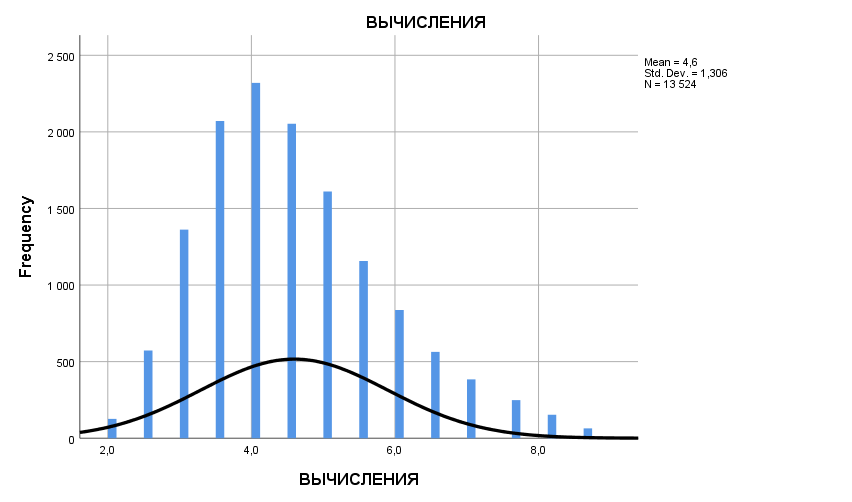 ВЫЧИСЛЕНИЯ
Mean = 4,6
Std. Dev. = 1,306
N = 13 524
Frequency
2 500
2 000
1 500
1 000
500
0
2,0 4,0 6,0 8,0
ВЫЧИСЛЕНИЯ